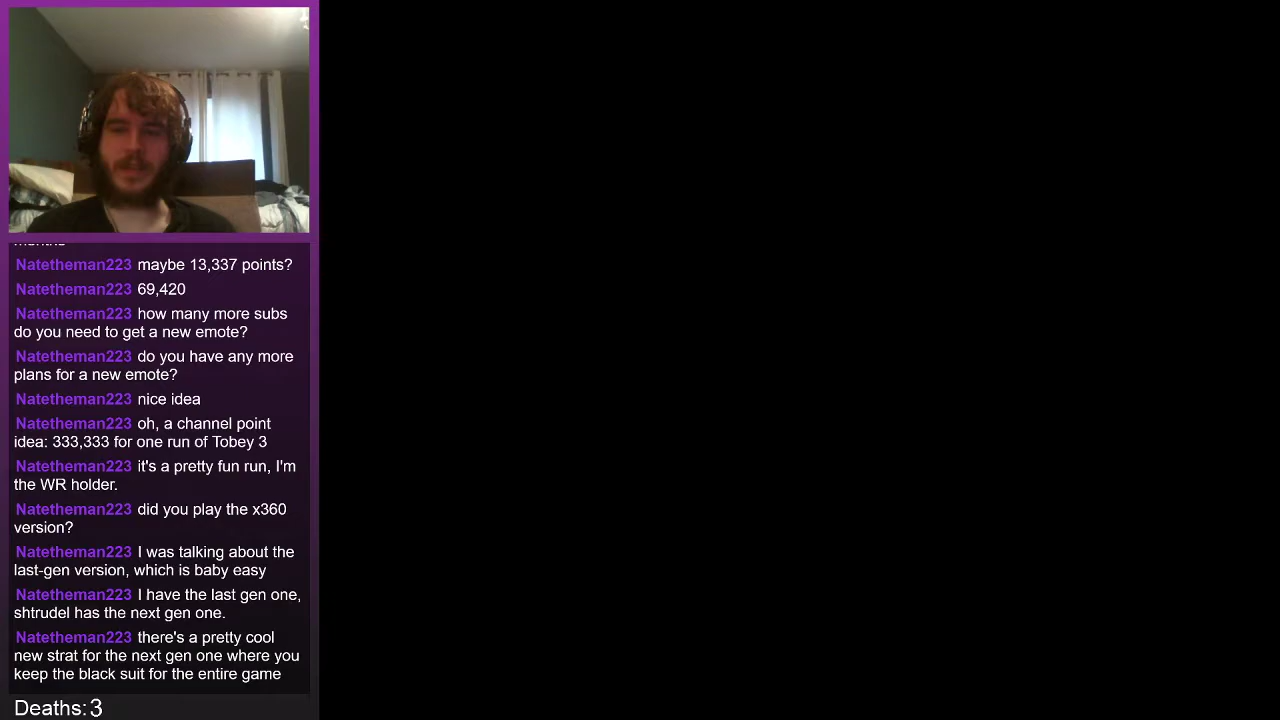 Natetheman223 maybe 13,337 points?
Natetheman223 69,420
Natetheman223 how many more subs
do you need to get a new emote?
Natetheman223 do you have any more
plans for a new emote?
Natetheman223 nice idea
Natetheman223 oh, a channel point
idea: 333,333 for one run of Tobey 3
Natetheman223 it's a pretty fun run, I'm
the WR holder.
Natetheman223 did you play the x360
version?
Natetheman223 I was talking about the
last-gen version, which is baby easy
Natetheman223 I have the last gen one,
shtrudel has the next gen one.
Natetheman223 there's a pretty cool
new strat for the next gen one where you
keep the black suit for the entire game
Deaths:3